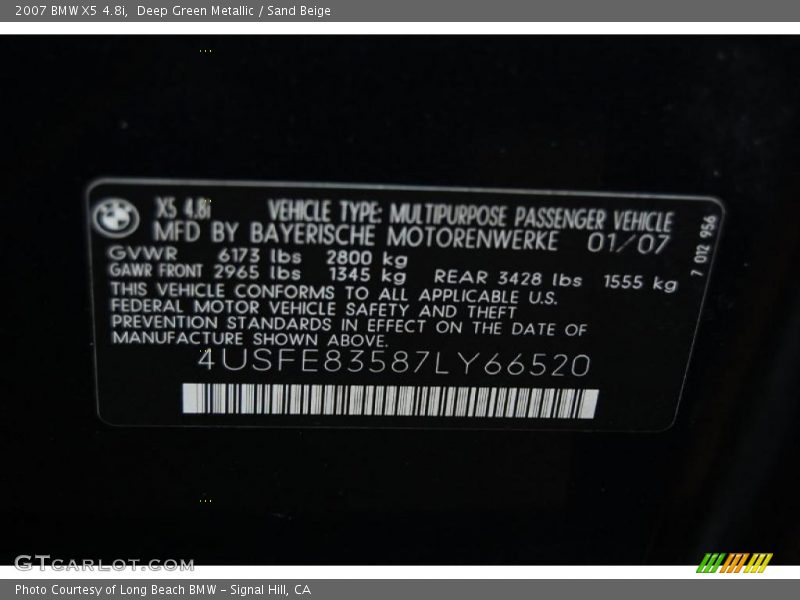 2007 BMW X5 4.8i, Deep Green Metallic / Sand Beige
X5 4.8i VEHICLE TYPE: MULTIPURPOSE PASSENGER VEHICLE
MFD BY BAYERISCHE MOTORENWERKE 01/07
GVWR 6173 lbs 2800 kg
GAWR FRONT 2965 lbs 1345 kg REAR 3428 lbs 1555 kg
THIS VEHICLE CONFORMS TO ALL APPLICABLE U.S.
FEDERAL MOTOR VEHICLE SAFETY AND THEFT
PREVENTION STANDARDS IN EFFECT ON THE DATE OF
MANUFACTURE SHOWN ABOVE.
4USFE83587LY66520
7 012 956
GTCARLOT.COM
Photo Courtesy of Long Beach BMW - Signal Hill, CA